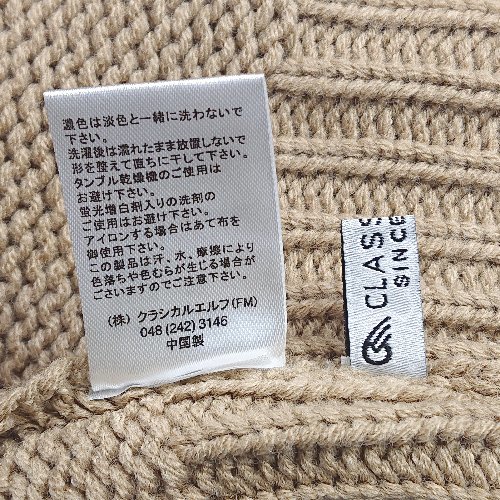 濃色は淡色と一緒に洗わないで
下さい。
洗濯後は濡れたまま放置しないで
形を整えて直ちに干して下さい。
タンブル乾燥機のご使用は
お避け下さい。
蛍光増白剤入りの洗剤の
ご使用はお避け下さい。
アイロンする場合はあて布を
御使用下さい。
この製品は汗、水、摩擦により
色落ちや色むらが生じる場合が
ございますのでご注意下さい。
(株) クラシカルエルフ(FM)
048 (242) 3146
中国製
CLASS
SINCE